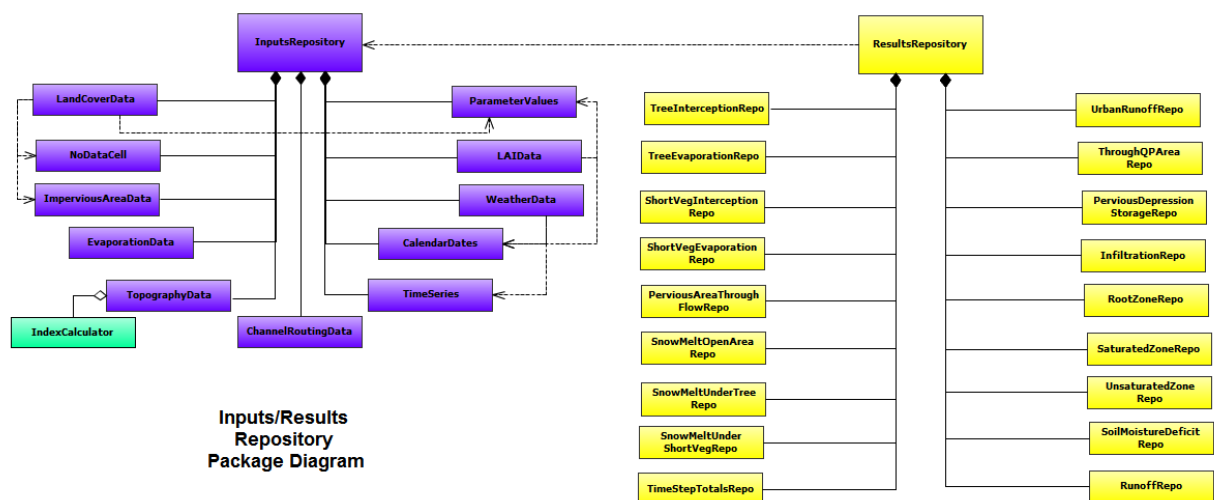 InputsRepository
ResultsRepository
LandCoverData
ParameterValues
NoDataCell
LAIData
ImperviousAreaData
WeatherData
EvaporationData
CalendarDates
TopographyData
TimeSeries
IndexCalculator
ChannelRoutingData
TreeInterceptionRepo
TreeEvaporationRepo
ShortVegInterception
Repo
ShortVegEvaporation
Repo
PerviousAreaThrough
FlowRepo
SnowMeltOpenArea
Repo
SnowMeltUnderTree
Repo
SnowMeltUnder
ShortVegRepo
TimeStepTotalsRepo
UrbanRunoffRepo
ThroughQPArea
Repo
PerviousDepression
StorageRepo
InfiltrationRepo
RootZoneRepo
SaturatedZoneRepo
UnsaturatedZone
Repo
SoilMoistureDeficit
Repo
RunoffRepo
Inputs/Results
Repository
Package Diagram